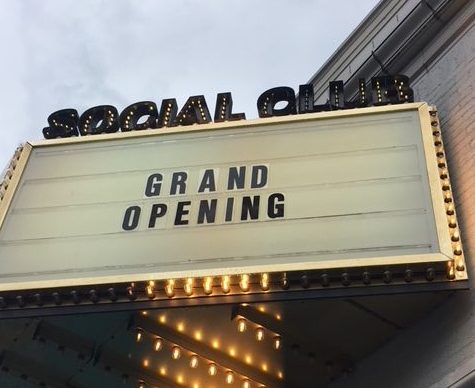 SOCIAL CLUB
GRAND
OPENING